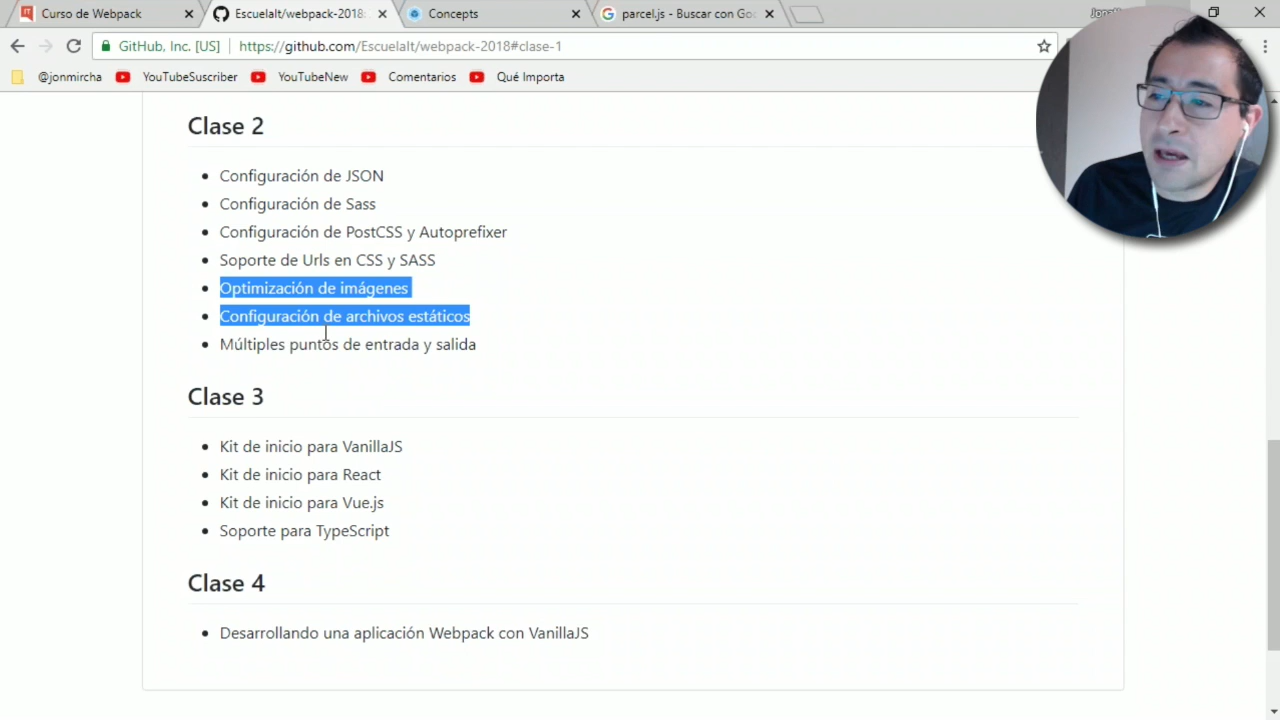 Curso de Webpack
EscuelaIt/webpack-2018:
Concepts
parcel.js - Buscar con Goo
GitHub, Inc. [US]
https://github.com/EscuelaIt/webpack-2018#clase-1
@jonmircha
YouTubeSuscriber
YouTubeNew
Comentarios
Qué Importa
Clase 2
Configuración de JSON
Configuración de Sass
Configuración de PostCSS y Autoprefixer
Soporte de Urls en CSS y SASS
Optimización de imágenes
Configuración de archivos estáticos
Múltiples puntos de entrada y salida
Clase 3
Kit de inicio para VanillaJS
Kit de inicio para React
Kit de inicio para Vue.js
Soporte para TypeScript
Clase 4
Desarrollando una aplicación Webpack con VanillaJS